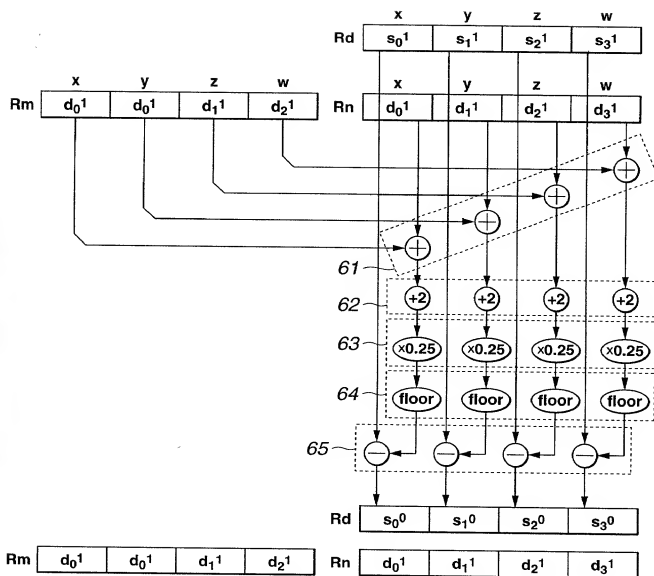 x y z w
Rd s₀¹ s₁¹ s₂¹ s₃¹
x y z w x y z w
Rm d₀¹ d₀¹ d₁¹ d₂¹ Rn d₀¹ d₁¹ d₂¹ d₃¹
+
+
+
+
61
62 +2 +2 +2 +2
63 ×0.25 ×0.25 ×0.25 ×0.25
64 floor floor floor floor
65 — — — —
Rd s₀⁰ s₁⁰ s₂⁰ s₃⁰
Rm d₀¹ d₀¹ d₁¹ d₂¹ Rn d₀¹ d₁¹ d₂¹ d₃¹